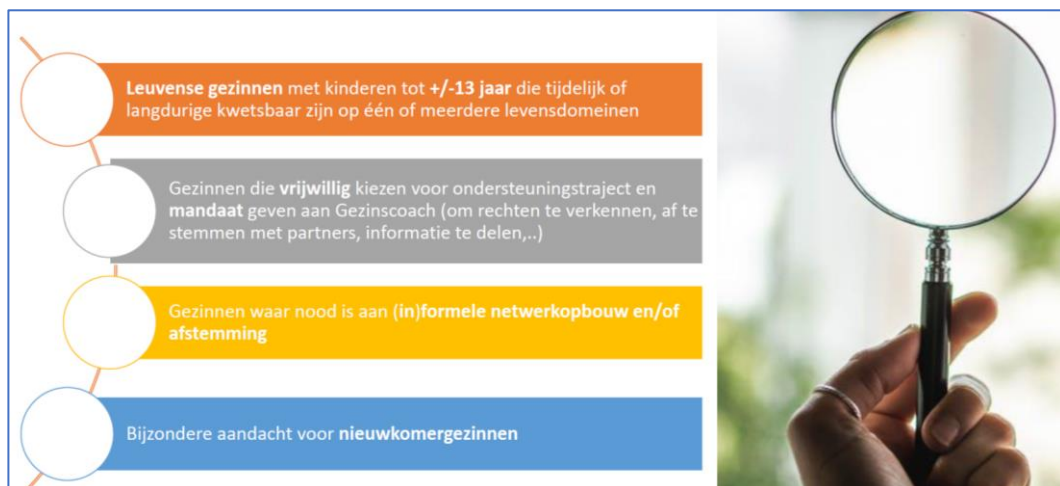 Leuvense gezinnen met kinderen tot +/-13 jaar die tijdelijk of
langdurige kwetsbaar zijn op één of meerdere levensdomeinen
Gezinnen die vrijwillig kiezen voor ondersteuningstraject en
mandaat geven aan Gezinscoach (om rechten te verkennen, af te
stemmen met partners, informatie te delen,..)
Gezinnen waar nood is aan (in)formele netwerkopbouw en/of
afstemming
Bijzondere aandacht voor nieuwkomergezinnen